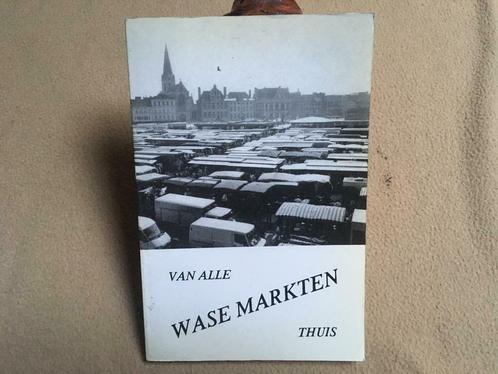 VAN ALLE
WASE MARKTEN
THUIS